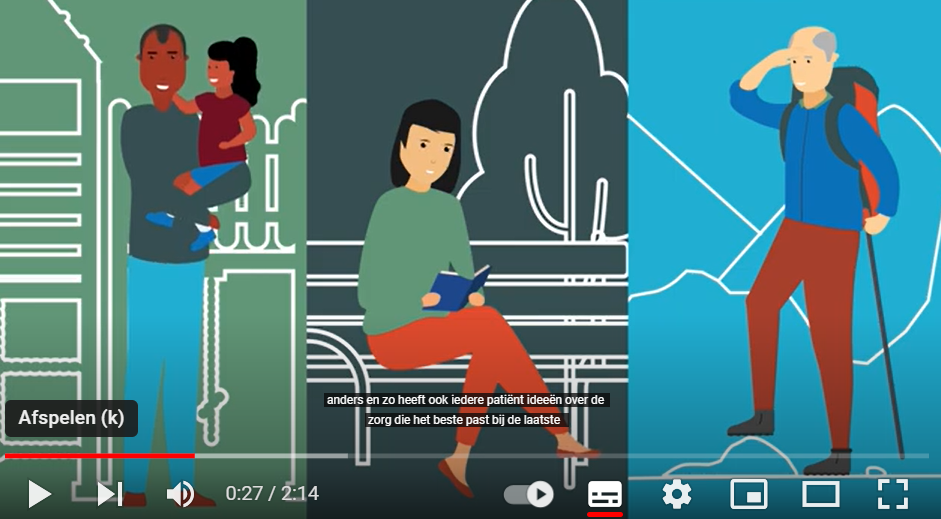 anders en zo heeft ook iedere patiënt ideeën over de
zorg die het beste past bij de laatste
Afspelen (k)
0:27 / 2:14